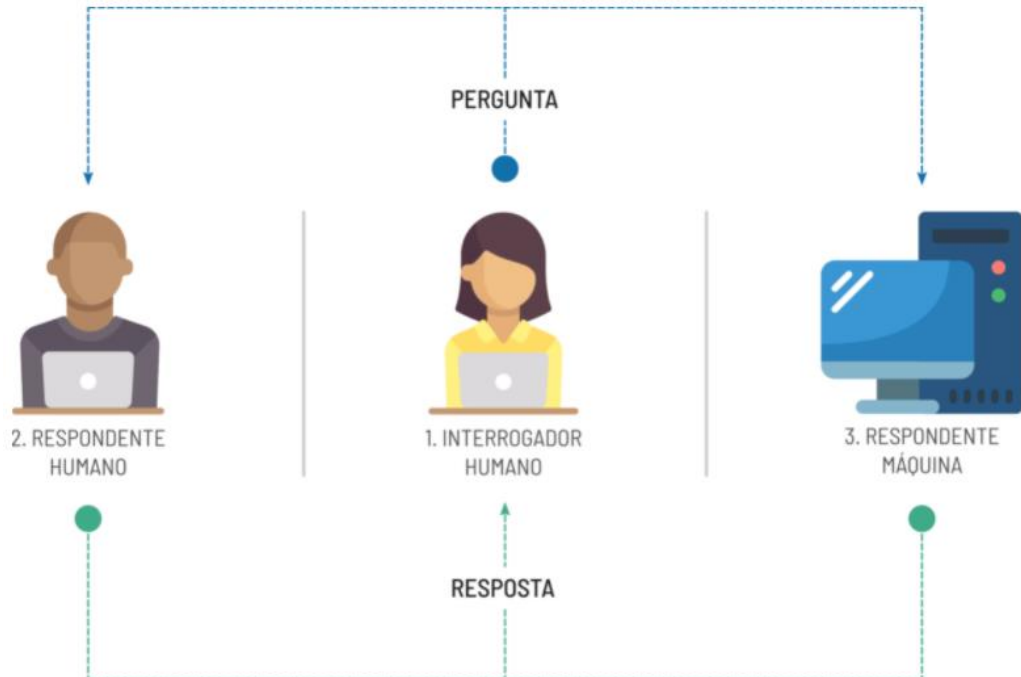 PERGUNTA
2. RESPONDENTE
HUMANO
1. INTERROGADOR
HUMANO
3. RESPONDENTE
MÁQUINA
RESPOSTA